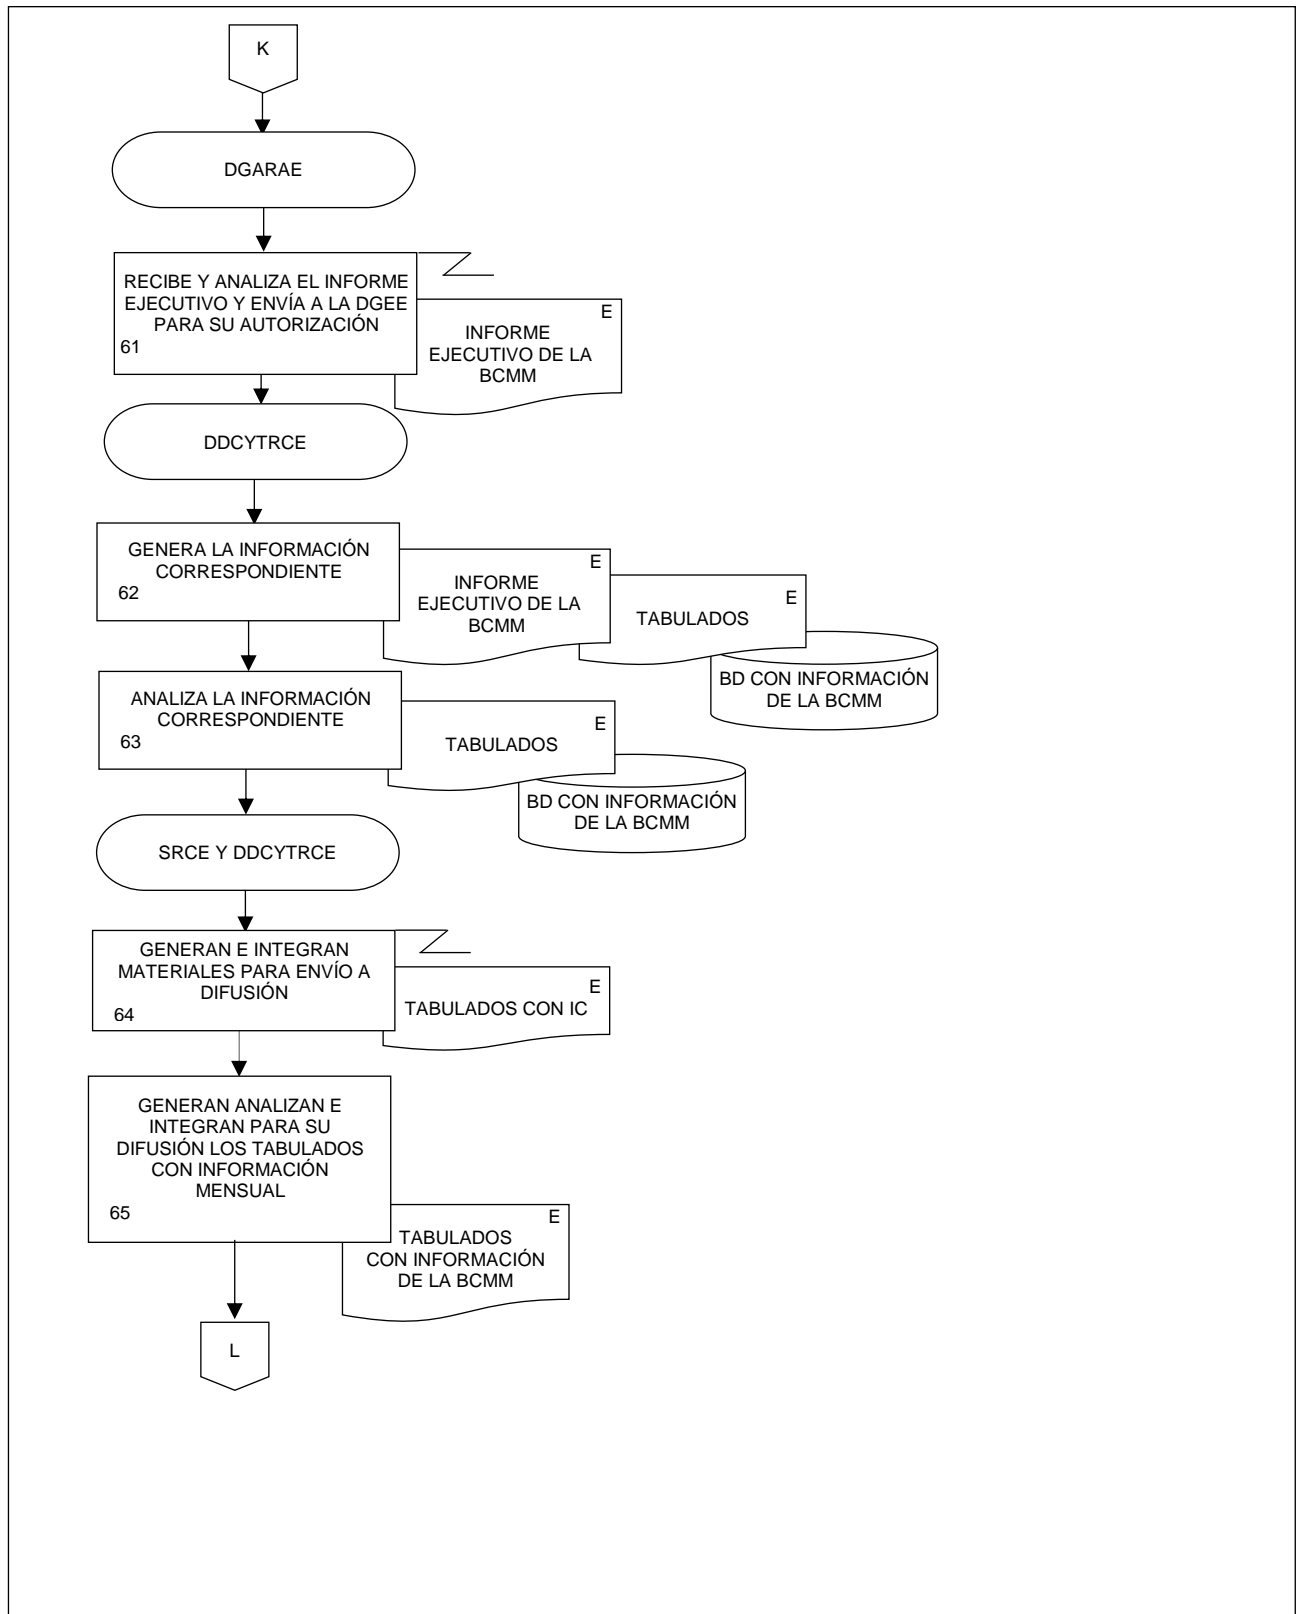 K
DGARAE
RECIBE Y ANALIZA EL INFORME
EJECUTIVO Y ENVÍA A LA DGEE
PARA SU AUTORIZACIÓN
61
E
INFORME
EJECUTIVO DE LA
BCMM
DDCYTRCE
GENERA LA INFORMACIÓN
CORRESPONDIENTE
62
E
INFORME
EJECUTIVO DE LA
BCMM
E
TABULADOS
BD CON INFORMACIÓN
DE LA BCMM
ANALIZA LA INFORMACIÓN
CORRESPONDIENTE
63
E
TABULADOS
BD CON INFORMACIÓN
DE LA BCMM
SRCE Y DDCYTRCE
GENERAN E INTEGRAN
MATERIALES PARA ENVÍO A
DIFUSIÓN
64
E
TABULADOS CON IC
GENERAN ANALIZAN E
INTEGRAN PARA SU
DIFUSIÓN LOS TABULADOS
CON INFORMACIÓN
MENSUAL
65
E
TABULADOS
CON INFORMACIÓN
DE LA BCMM
L